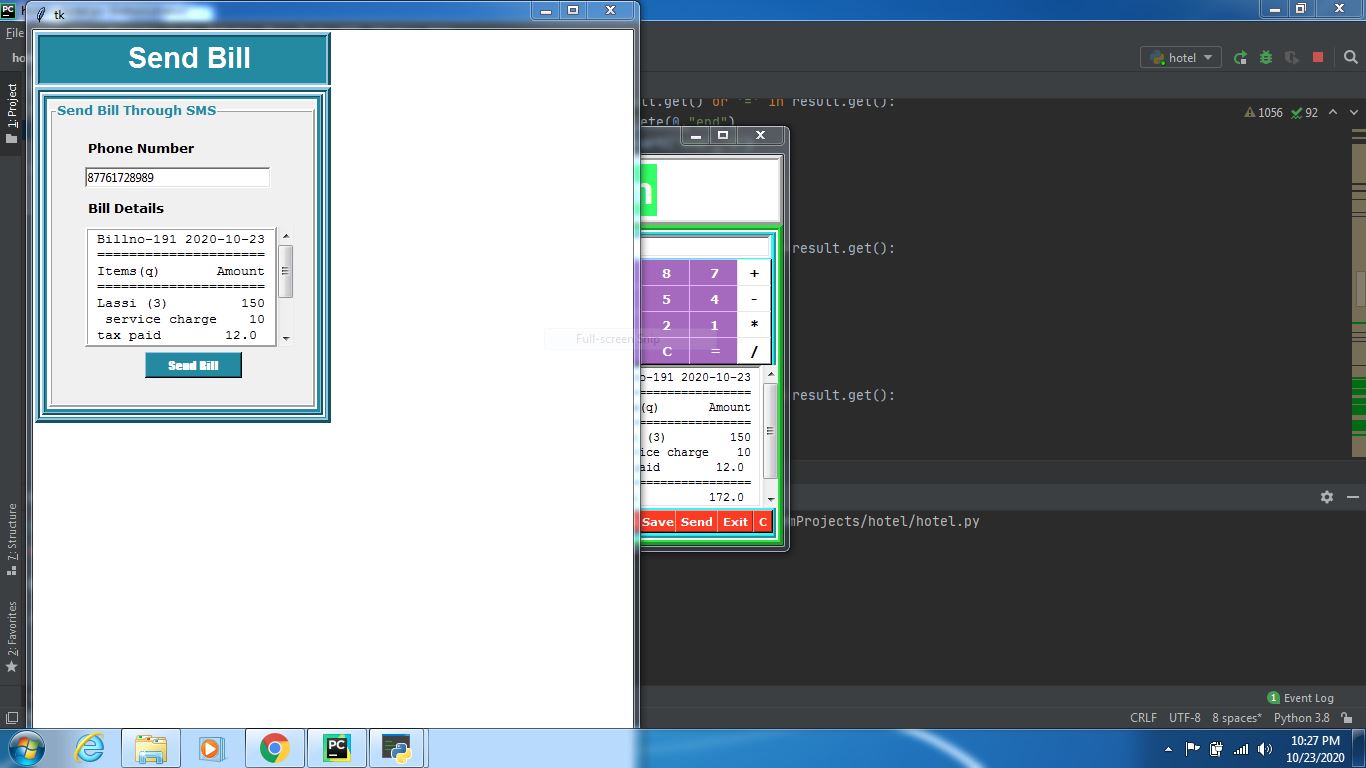 PC
tk
File
Send Bill
hotel
Send Bill Through SMS
Phone Number
87761728989
Bill Details
Billno-191 2020-10-23
=====================
Items(q) Amount
=====================
Lassi (3) 150
service charge 10
tax paid 12.0
Send Bill
1: Project
7: Structure
2: Favorites
or '=' in result.get():
1056
92
result.get():
result.get():
8 7 +
5 4 -
2 1 *
C = /
Full-screen Snip
-191 2020-10-23
===============
(q) Amount
===============
(3) 150
ice charge 10
aid 12.0
===============
172.0
Save Send Exit C
mProjects/hotel/hotel.py
1 Event Log
CRLF UTF-8 8 spaces* Python 3.8
PC
10:27 PM
10/23/2020